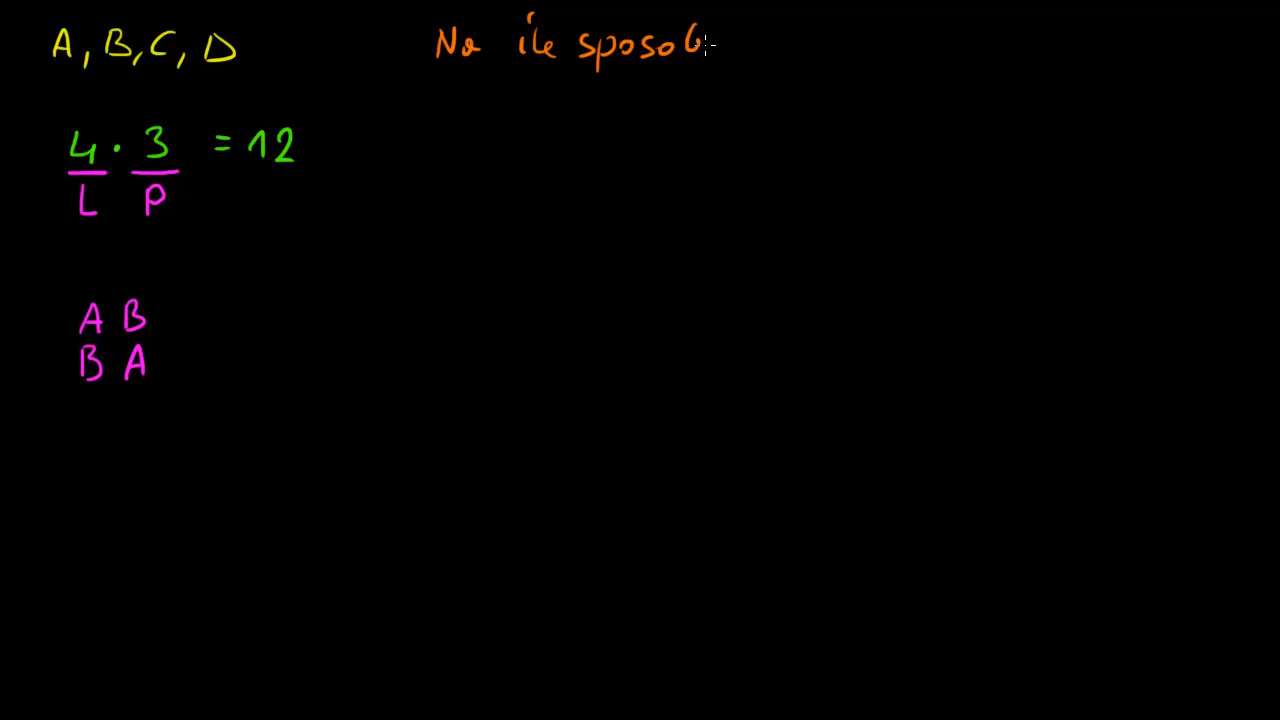 A, B, C, D
Na ile sposob
4 · 3 = 12
L P
A B
B A